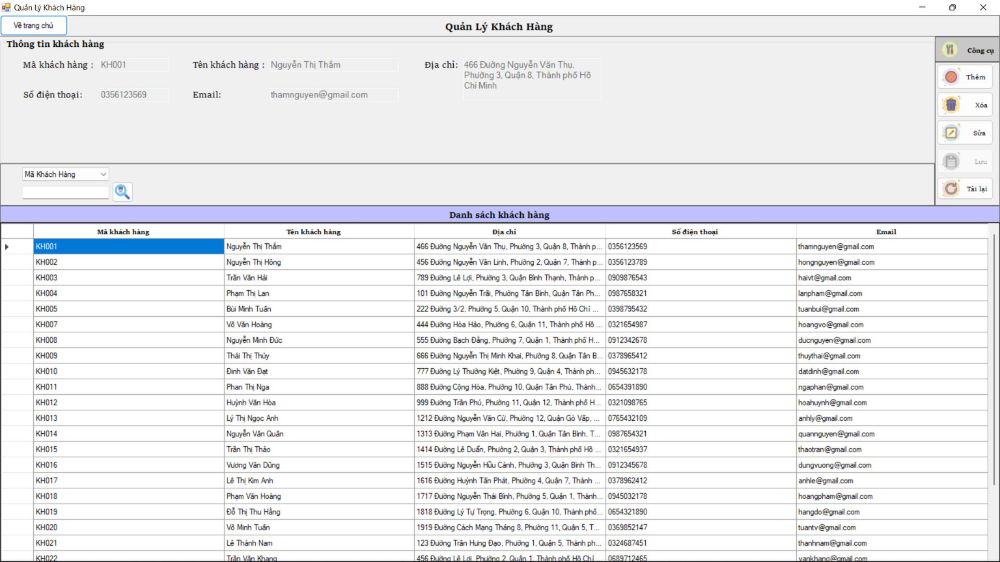 Quản Lý Khách Hàng
Về trang chủ
Quản Lý Khách Hàng
Thông tin khách hàng
Mã khách hàng : KH001 Tên khách hàng : Nguyễn Thị Thắm Địa chỉ: 466 Đường Nguyễn Văn Thụ,
Phường 3, Quận 8, Thành phố Hồ
Chí Minh
Số điện thoại: 0356123569 Email: thamnguyen@gmail.com
Công cụ
Thêm
Xóa
Sửa
Lưu
Tải lại
Mã Khách Hàng
Danh sách khách hàng
Mã khách hàng Tên khách hàng Địa chỉ Số điện thoại Email
KH001 Nguyễn Thị Thắm 466 Đường Nguyễn Văn Thụ, Phường 3, Quận 8, Thành p... 0356123569 thamnguyen@gmail.com
KH002 Nguyễn Thị Hồng 456 Đường Nguyễn Văn Linh, Phường 2, Quận 7, Thành p... 0356123789 hongnguyen@gmail.com
KH003 Trần Văn Hải 789 Đường Lê Lợi, Phường 3, Quận Bình Thạnh, Thành p... 0909876543 haivt@gmail.com
KH004 Phạm Thị Lan 101 Đường Nguyễn Trãi, Phường Tân Bình, Quận Tân Ph... 0987658321 lanpham@gmail.com
KH005 Bùi Minh Tuấn 222 Đường 3/2, Phường 5, Quận 10, Thành phố Hồ Chí ... 0398795432 tuanbui@gmail.com
KH007 Võ Văn Hoàng 444 Đường Hòa Hảo, Phường 6, Quận 11, Thành phố Hồ ... 0321654987 hoangvo@gmail.com
KH008 Nguyễn Minh Đức 555 Đường Bạch Đằng, Phường 7, Quận 1, Thành phố H... 0912342678 ducnguyen@gmail.com
KH009 Thái Thị Thủy 666 Đường Nguyễn Thị Minh Khai, Phường 8, Quận Tân B... 0378965412 thuythai@gmail.com
KH010 Đinh Văn Đạt 777 Đường Lý Thường Kiệt, Phường 9, Quận 4, Thành ph... 0945632178 datdinh@gmail.com
KH011 Phan Thị Nga 888 Đường Cộng Hòa, Phường 10, Quận Tân Phú, Thành... 0654391890 ngaphan@gmail.com
KH012 Huỳnh Văn Hòa 999 Đường Trần Phú, Phường 11, Quận 12, Thành phố H... 0321098765 hoahuynh@gmail.com
KH013 Lý Thị Ngọc Anh 1212 Đường Nguyễn Văn Cừ, Phường 12, Quận Gò Vấp, ... 0765432109 anhly@gmail.com
KH014 Nguyễn Văn Quân 1313 Đường Phạm Văn Hai, Phường 1, Quận Tân Bình, T... 0987654321 quannguyen@gmail.com
KH015 Trần Thị Thảo 1414 Đường Lê Duẩn, Phường 2, Quận 3, Thành phố Hồ ... 0321654937 thaotran@gmail.com
KH016 Vương Văn Dũng 1515 Đường Nguyễn Hữu Cảnh, Phường 3, Quận Bình Th... 0912345678 dungvuong@gmail.com
KH017 Lê Thị Kim Anh 1616 Đường Huỳnh Tấn Phát, Phường 4, Quận 7, Thành ... 0378962412 anhle@gmail.com
KH018 Phạm Văn Hoàng 1717 Đường Nguyễn Thái Bình, Phường 5, Quận 1, Thành... 0945032178 hoangpham@gmail.com
KH019 Đỗ Thị Thu Hằng 1818 Đường Lý Tự Trọng, Phường 6, Quận 10, Thành phố... 0654321890 hangdo@gmail.com
KH020 Võ Minh Tuấn 1919 Đường Cách Mạng Tháng 8, Phường 11, Quận 5, T... 0369852147 tuantv@gmail.com
KH021 Lê Thành Nam 123 Đường Trần Hưng Đạo, Phường 1, Quận 5, Thành ph... 0324687451 thanhnam@gmail.com
KH022 Trần Văn Khang 456 Đường Lê Lợi, Phường 2, Quận 1, Thành phố Hồ Chí ... 0689712465 vankhang@gmail.com